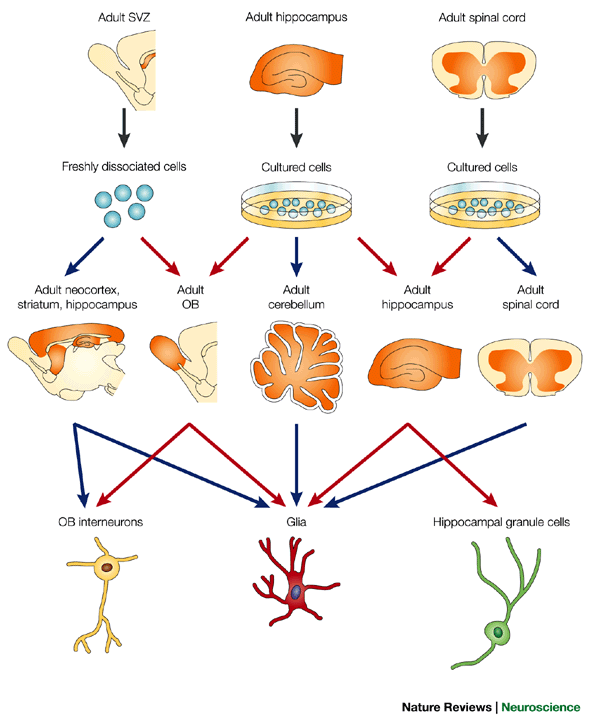 Adult SVZ
Adult hippocampus
Adult spinal cord
Freshly dissociated cells
Cultured cells
Cultured cells
Adult neocortex,
striatum, hippocampus
Adult
OB
Adult
cerebellum
Adult
hippocampus
Adult
spinal cord
OB interneurons
Glia
Hippocampal granule cells
Nature Reviews | Neuroscience